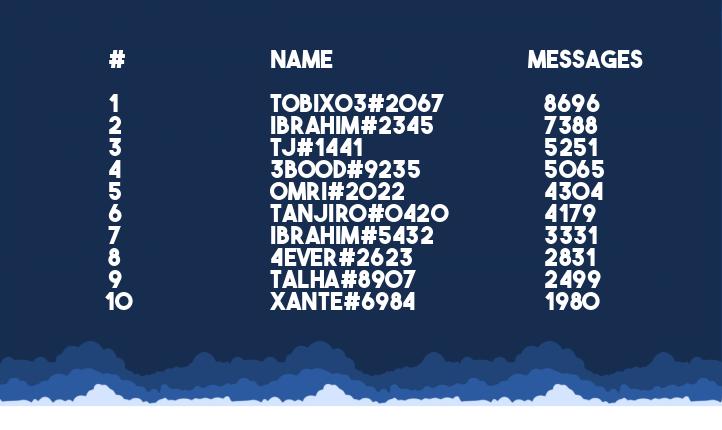 # NAME MESSAGES
1 TOBIXO3#2067 8696
2 IBRAHIM#2345 7388
3 TJ#1441 5251
4 3BOOD#9235 5065
5 OMRI#2022 4304
6 TANJIRO#0420 4179
7 IBRAHIM#5432 3331
8 4EVER#2623 2831
9 TALHA#8907 2499
10 XANTE#6984 1980